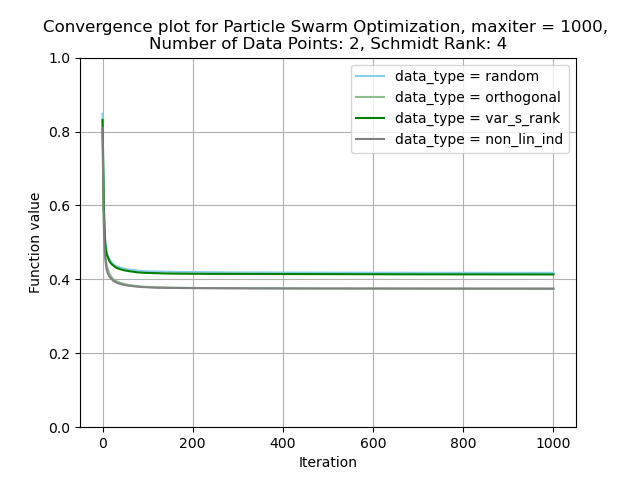 Convergence plot for Particle Swarm Optimization, maxiter = 1000,
Number of Data Points: 2, Schmidt Rank: 4
data_type = random
data_type = orthogonal
data_type = var_s_rank
data_type = non_lin_ind
Function value
1.0
0.8
0.6
0.4
0.2
0.0
0 200 400 600 800 1000
Iteration